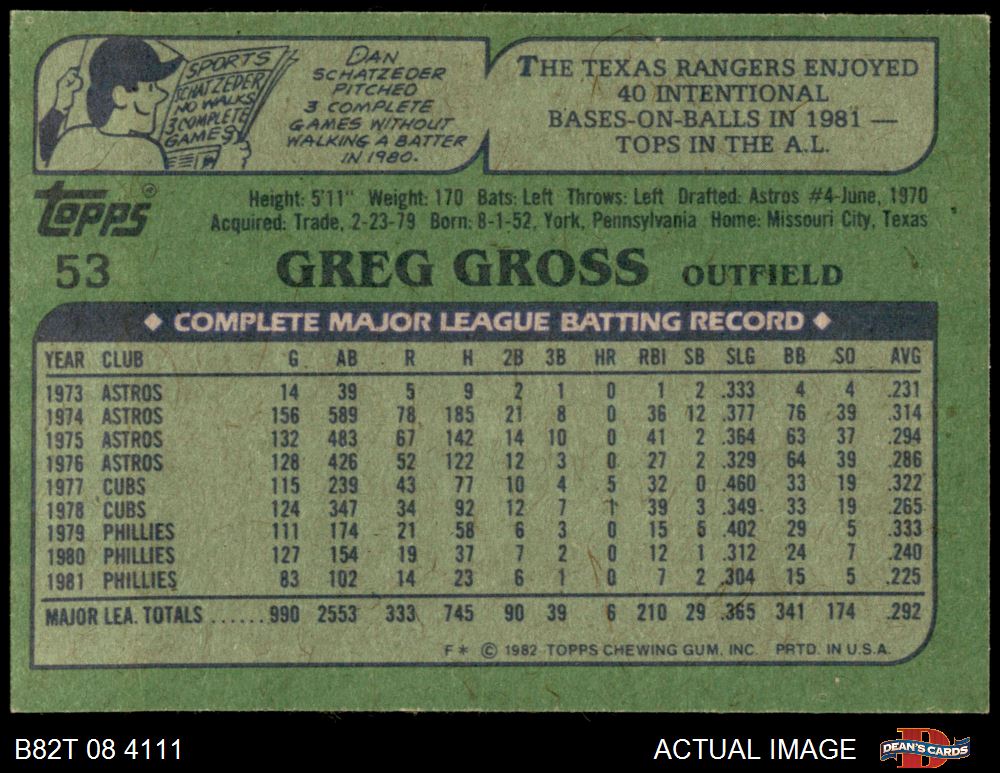 SPORTS
SCHATZEDER
NO WALKS
3 COMPLETE
GAMES
DAN
SCHATZEDER
PITCHED
3 COMPLETE
GAMES WITHOUT
WALKING A BATTER
IN 1980.
THE TEXAS RANGERS ENJOYED
40 INTENTIONAL
BASES-ON-BALLS IN 1981 —
TOPS IN THE A.L.
Topps®
Height: 5'11" Weight: 170 Bats: Left Throws: Left Drafted: Astros #4-June, 1970
Acquired: Trade, 2-23-79 Born: 8-1-52, York, Pennsylvania Home: Missouri City, Texas
53 GREG GROSS OUTFIELD
◆ COMPLETE MAJOR LEAGUE BATTING RECORD ◆
YEAR CLUB G AB R H 2B 3B HR RBI SB SLG BB SO AVG
1973 ASTROS 14 39 5 9 2 1 0 1 2 .333 4 4 .231
1974 ASTROS 156 589 78 185 21 8 0 36 12 .377 76 39 .314
1975 ASTROS 132 483 67 142 14 10 0 41 2 .364 63 37 .294
1976 ASTROS 128 426 52 122 12 3 0 27 2 .329 64 39 .286
1977 CUBS 115 239 43 77 10 4 5 32 0 .460 33 19 .322
1978 CUBS 124 347 34 92 12 7 1 39 3 .349 33 19 .265
1979 PHILLIES 111 174 21 58 6 3 0 15 5 .402 29 5 .333
1980 PHILLIES 127 154 19 37 7 2 0 12 1 .312 24 7 .240
1981 PHILLIES 83 102 14 23 6 1 0 7 2 .304 15 5 .225
MAJOR LEA. TOTALS ......990 2553 333 745 90 39 6 210 29 .365 341 174 .292
F* © 1982 TOPPS CHEWING GUM, INC. PRTD. IN U.S.A.
B82T 08 4111 ACTUAL IMAGE
D
DEAN'S CARDS